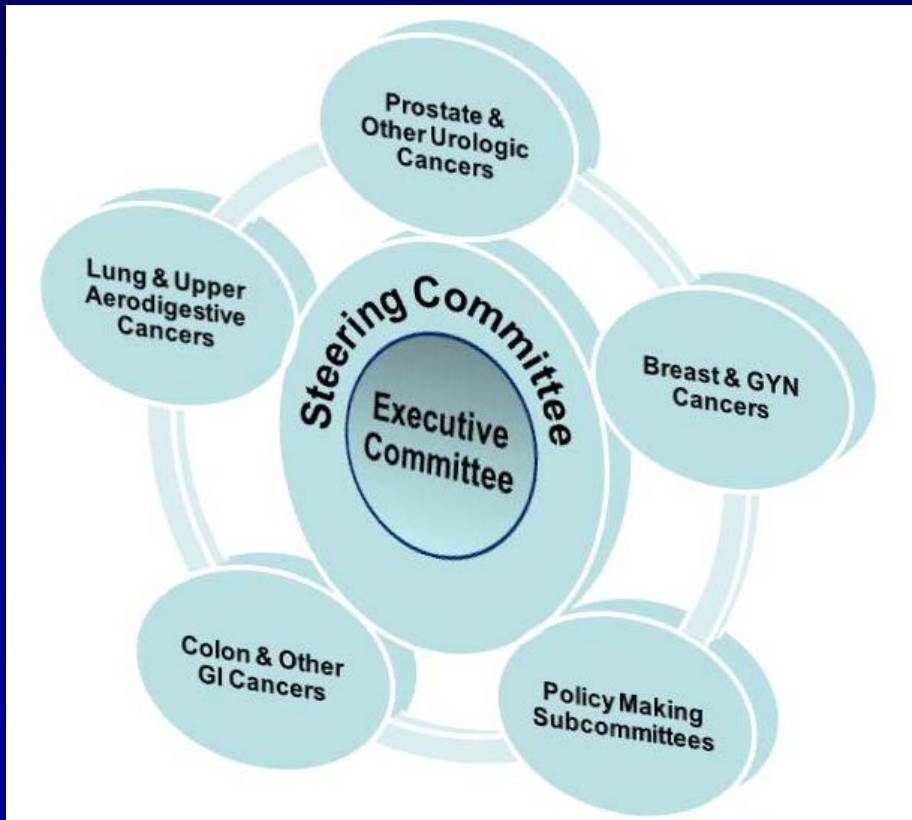 Prostate &
Other Urologic
Cancers
Lung & Upper
Aerodigestive
Cancers
Steering Committee
Executive
Committee
Breast & GYN
Cancers
Colon & Other
GI Cancers
Policy Making
Subcommittees